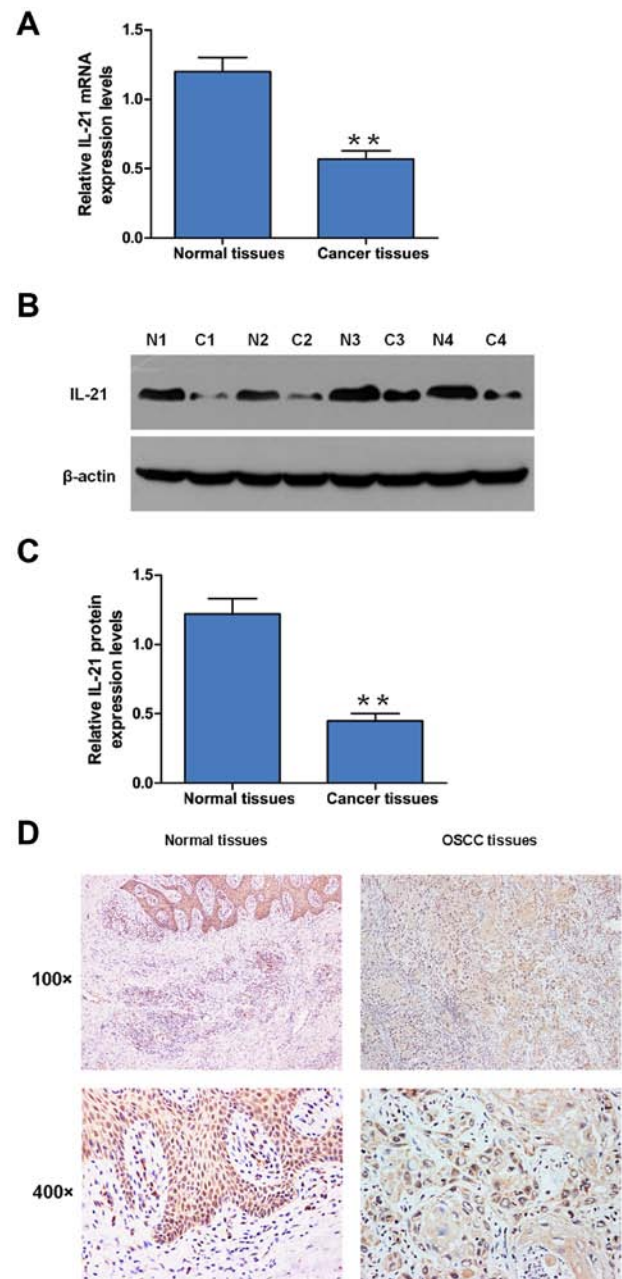 A
Relative IL-21 mRNA
expression levels
1.5
1.0
0.5
0.0
**
Normal tissues Cancer tissues
B
N1 C1 N2 C2 N3 C3 N4 C4
IL-21
β-actin
C
Relative IL-21 protein
expression levels
1.5
1.0
0.5
0.0
**
Normal tissues Cancer tissues
D
Normal tissues OSCC tissues
100×
400×